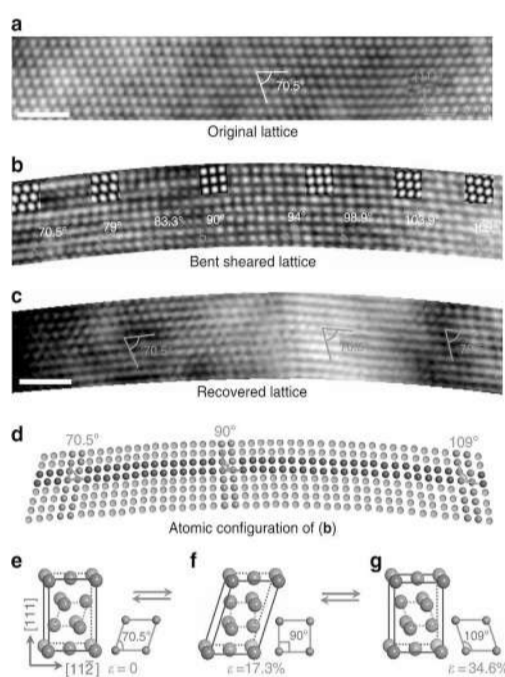 a
70.5°
Original lattice
b
70.5° 79° 83.3° 90° 94° 98.9° 103.9°
Bent sheared lattice
c
70.5° 70.5°
Recovered lattice
d
70.5° 90° 109°
Atomic configuration of (b)
e f g
[111] 70.5° 90° 109°
[112̄] ε = 0 ε = 17.3% ε = 34.6%